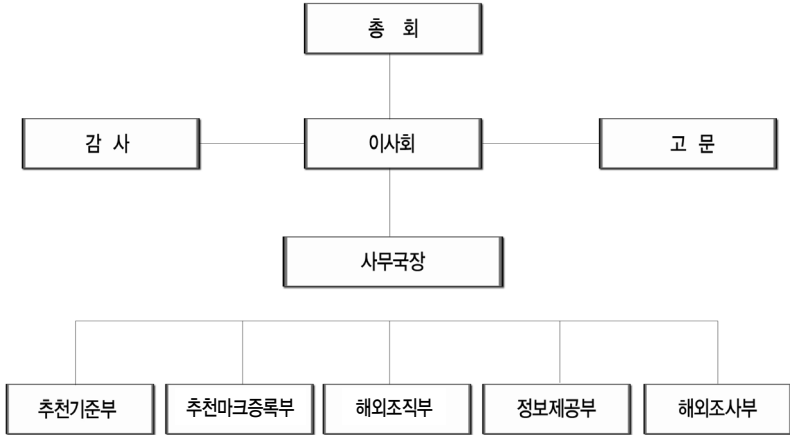 총 회
감 사
이사회
고 문
사무국장
추천기준부
추천마크증록부
해외조직부
정보제공부
해외조사부